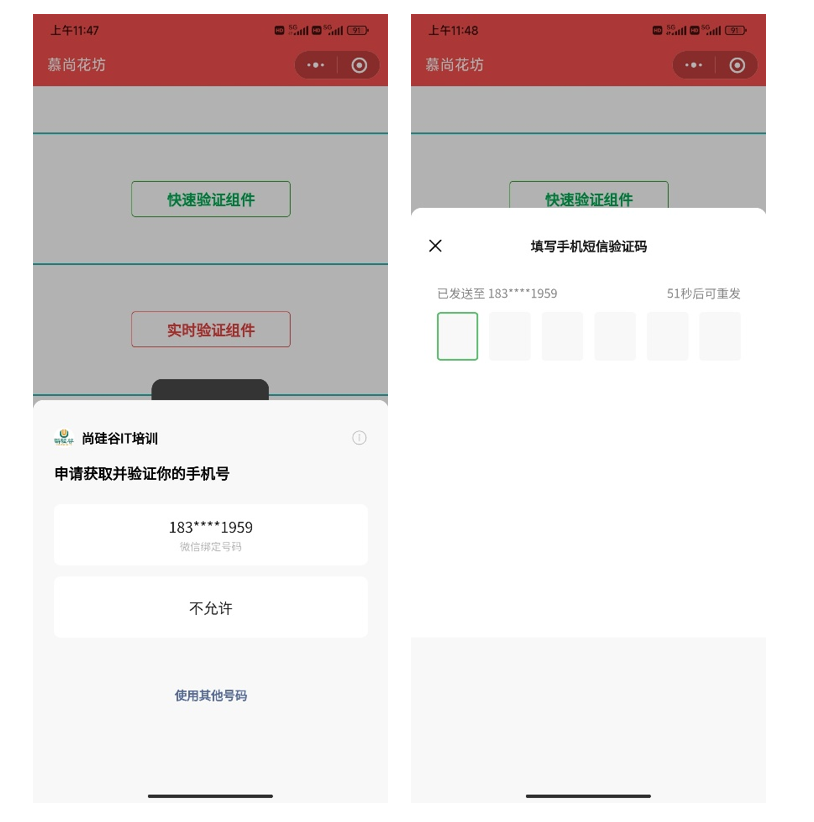 上午11:47
慕尚花坊
快速验证组件
实时验证组件
尚硅谷IT培训
申请获取并验证你的手机号
183****1959
微信绑定号码
不允许
使用其他号码
上午11:48
慕尚花坊
快速验证组件
填写手机短信验证码
已发送至 183****1959 51秒后可重发